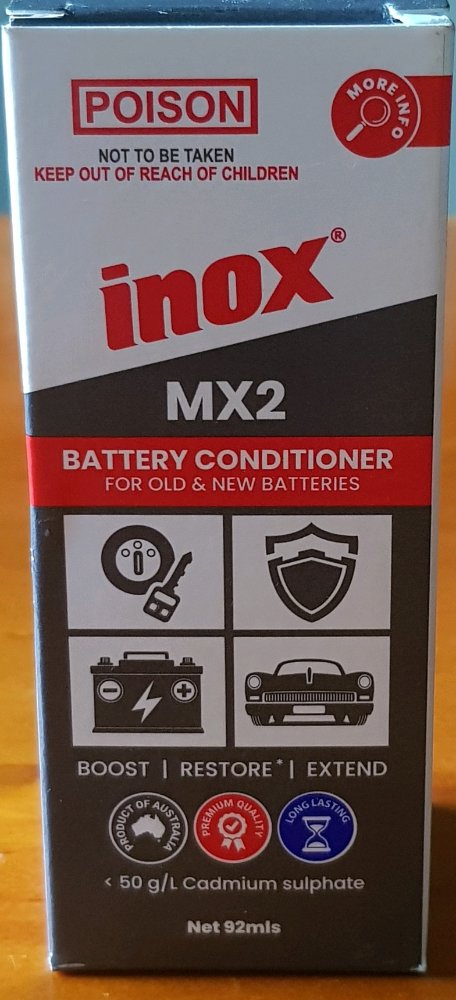 POISON
MORE INFO
NOT TO BE TAKEN
KEEP OUT OF REACH OF CHILDREN
inox®
MX2
BATTERY CONDITIONER
FOR OLD & NEW BATTERIES
BOOST | RESTORE* | EXTEND
PRODUCT OF AUSTRALIA
PREMIUM QUALITY
LONG LASTING
< 50 g/L Cadmium sulphate
Net 92mls